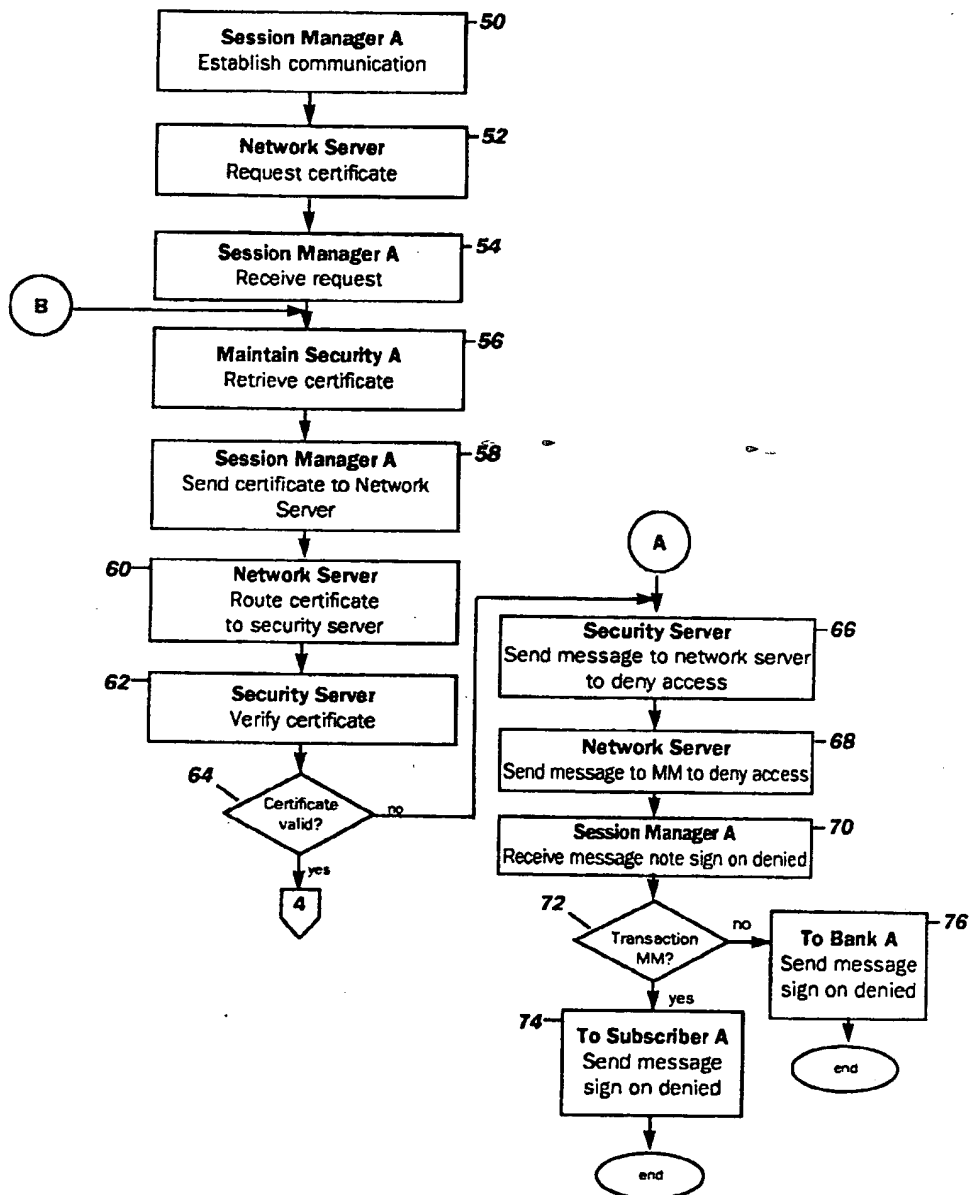 50
Session Manager A
Establish communication
52
Network Server
Request certificate
54
Session Manager A
Receive request
B
56
Maintain Security A
Retrieve certificate
58
Session Manager A
Send certificate to Network
Server
60
Network Server
Route certificate
to security server
62
Security Server
Verify certificate
64
Certificate
valid?
no
yes
4
A
66
Security Server
Send message to network server
to deny access
68
Network Server
Send message to MM to deny access
70
Session Manager A
Receive message note sign on denied
72
Transaction
MM?
no
yes
76
To Bank A
Send message
sign on denied
end
74
To Subscriber A
Send message
sign on denied
end